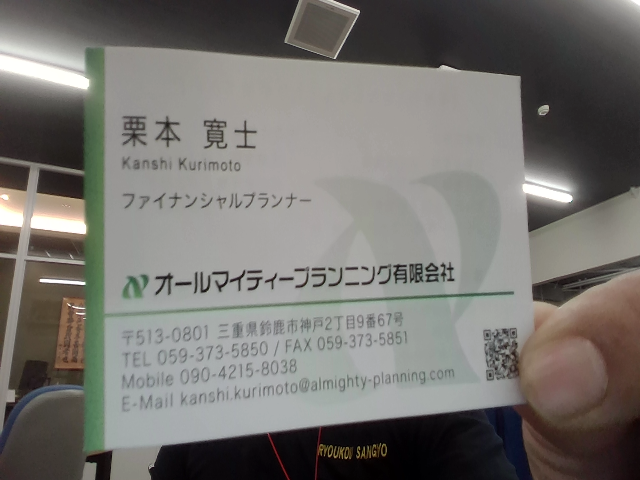 栗本 寛士
Kanshi Kurimoto
ファイナンシャルプランナー
オールマイティープランニング有限会社
〒513-0801 三重県鈴鹿市神戸2丁目9番67号
TEL 059-373-5850 / FAX 059-373-5851
Mobile 090-4215-8038
E-Mail kanshi.kurimoto@almighty-planning.com
RYOUKOU SANGYO